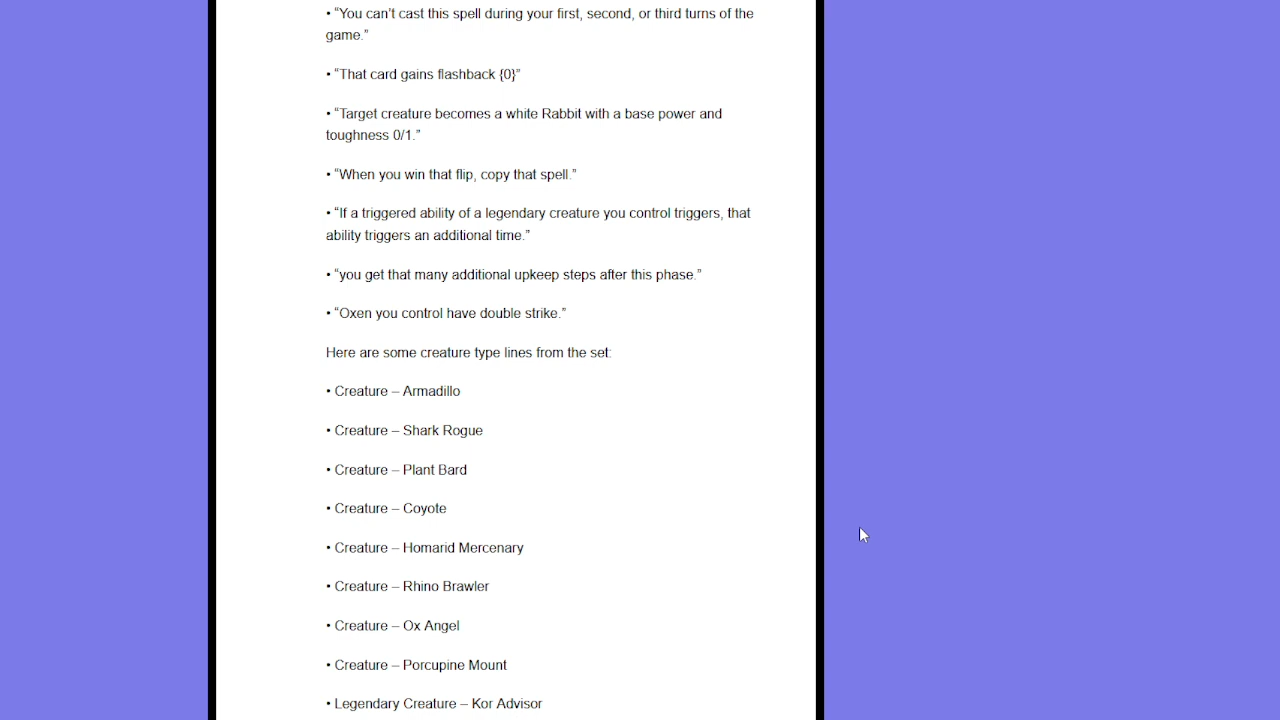 • “You can’t cast this spell during your first, second, or third turns of the
game.”
• “That card gains flashback {0}”
• “Target creature becomes a white Rabbit with a base power and
toughness 0/1.”
• “When you win that flip, copy that spell.”
• “If a triggered ability of a legendary creature you control triggers, that
ability triggers an additional time.”
• “you get that many additional upkeep steps after this phase.”
• “Oxen you control have double strike.”
Here are some creature type lines from the set:
• Creature – Armadillo
• Creature – Shark Rogue
• Creature – Plant Bard
• Creature – Coyote
• Creature – Homarid Mercenary
• Creature – Rhino Brawler
• Creature – Ox Angel
• Creature – Porcupine Mount
• Legendary Creature – Kor Advisor